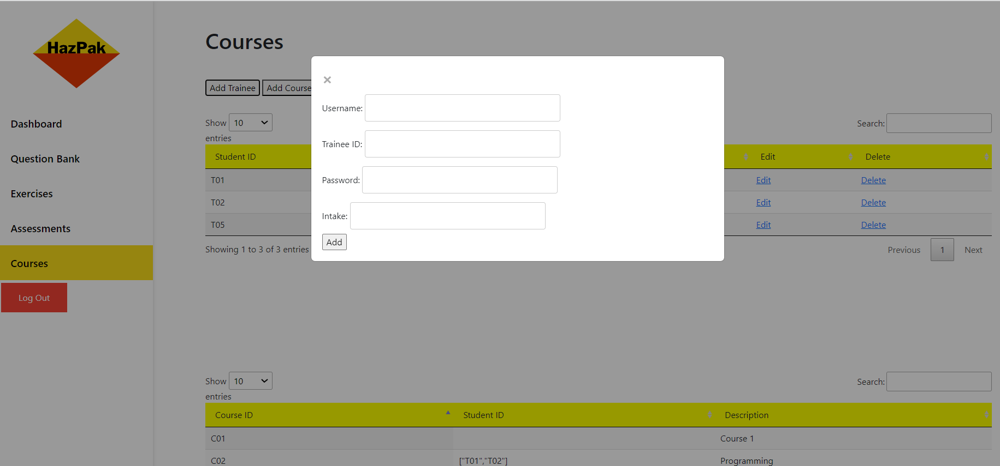 HazPak
Dashboard
Question Bank
Exercises
Assessments
Courses
Log Out
Courses
Add Trainee Add Course
Show 10 entries
Search:
Student ID Edit Delete
T01 Edit Delete
T02 Edit Delete
T05 Edit Delete
Showing 1 to 3 of 3 entries
Previous 1 Next
×
Username:
Trainee ID:
Password:
Intake:
Add
Show 10 entries
Search:
Course ID Student ID Description
C01 Course 1
C02 ["T01","T02"] Programming